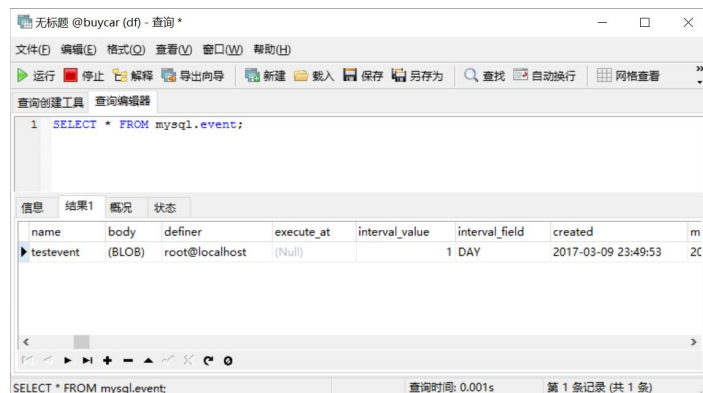 无标题 @buycar (df) - 查询 *
文件(F) 编辑(E) 格式(O) 查看(V) 窗口(W) 帮助(H)
运行 停止 解释 导出向导 新建 载入 保存 另存为 查找 自动换行 网格查看 »
查询创建工具 查询编辑器
1 SELECT * FROM mysql.event;
信息 结果1 概况 状态
name body definer execute_at interval_value interval_field created m
testevent (BLOB) root@localhost (Null) 1 DAY 2017-03-09 23:49:53 20
SELECT * FROM mysql.event; 查询时间: 0.001s 第 1 条记录 (共 1 条)